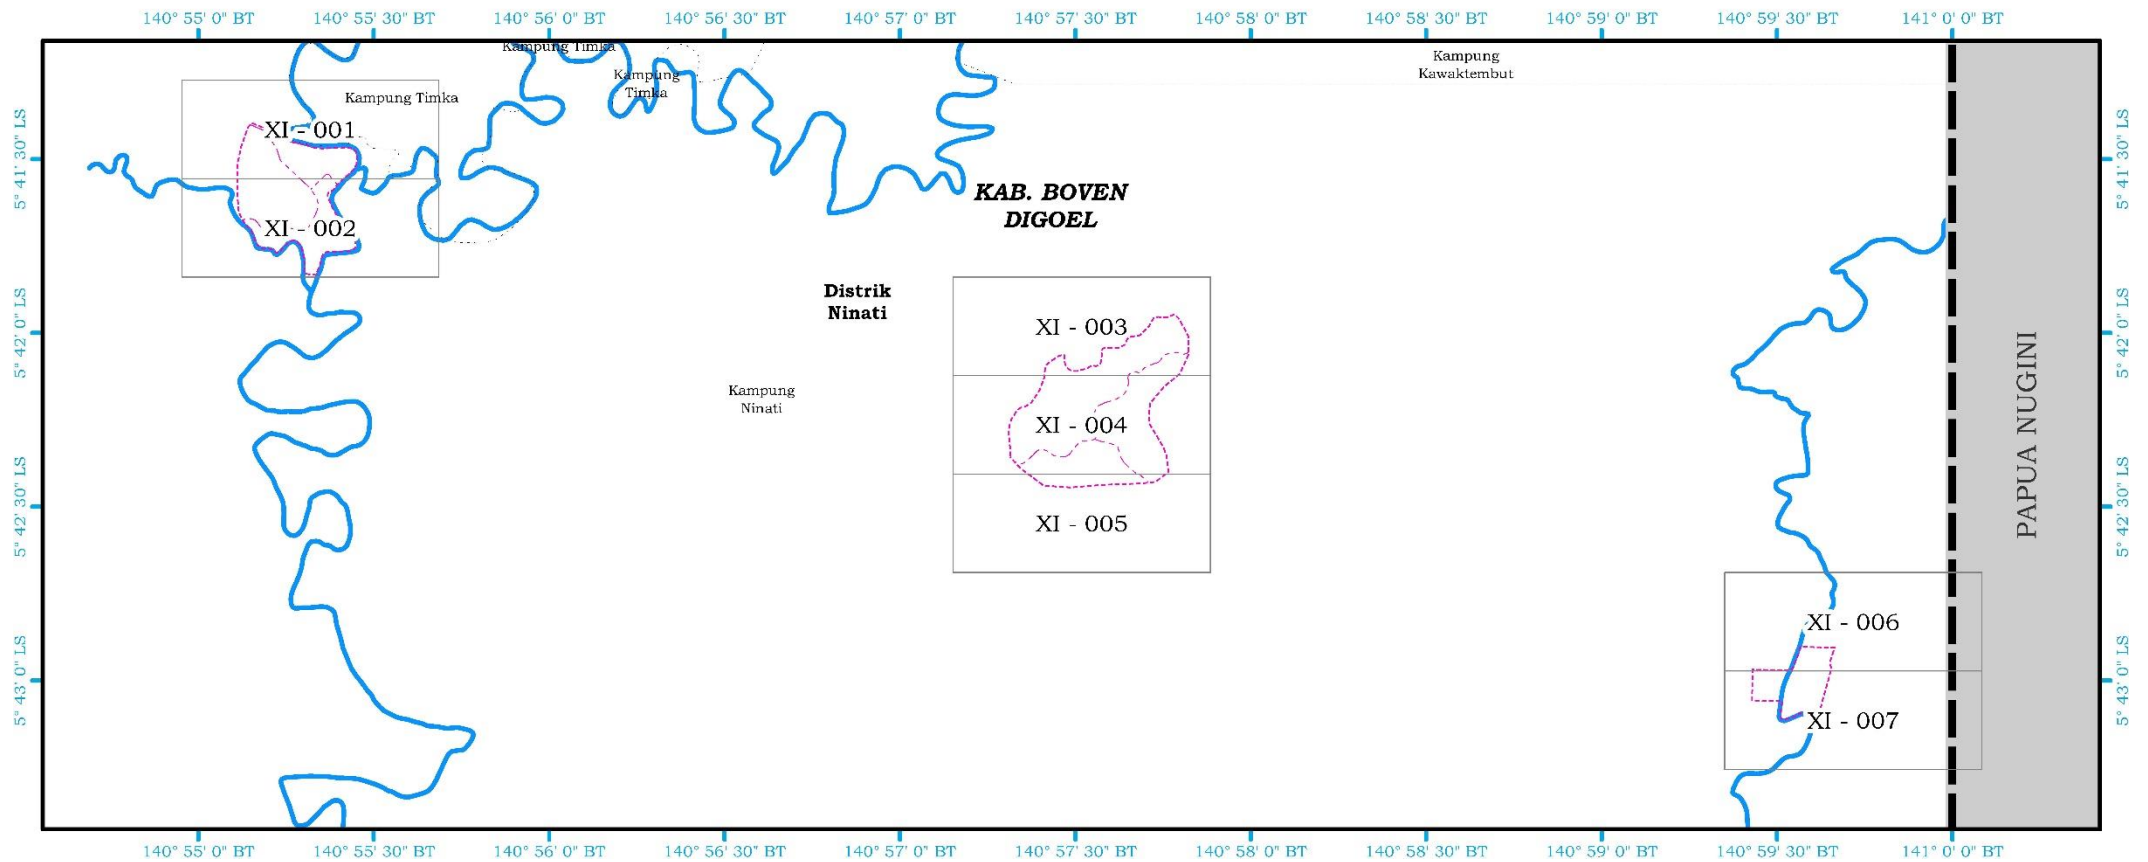 140° 55' 0" BT
140° 55' 30" BT
140° 56' 0" BT
140° 56' 30" BT
140° 57' 0" BT
140° 57' 30" BT
140° 58' 0" BT
140° 58' 30" BT
140° 59' 0" BT
140° 59' 30" BT
141° 0' 0" BT
Kampung Timka
Kampung
Kawaktembut
Kampung
Timka
Kampung Timka
XI - 001
5° 41' 30" LS
5° 41' 30" LS
KAB. BOVEN
DIGOEL
XI - 002
Distrik
Ninati
XI - 003
5° 42' 0" LS
5° 42' 0" LS
Kampung
Ninati
PAPUA NUGINI
XI - 004
5° 42' 30" LS
5° 42' 30" LS
XI - 005
XI - 006
5° 43' 0" LS
5° 43' 0" LS
XI - 007
140° 55' 0" BT
140° 55' 30" BT
140° 56' 0" BT
140° 56' 30" BT
140° 57' 0" BT
140° 57' 30" BT
140° 58' 0" BT
140° 58' 30" BT
140° 59' 0" BT
140° 59' 30" BT
141° 0' 0" BT